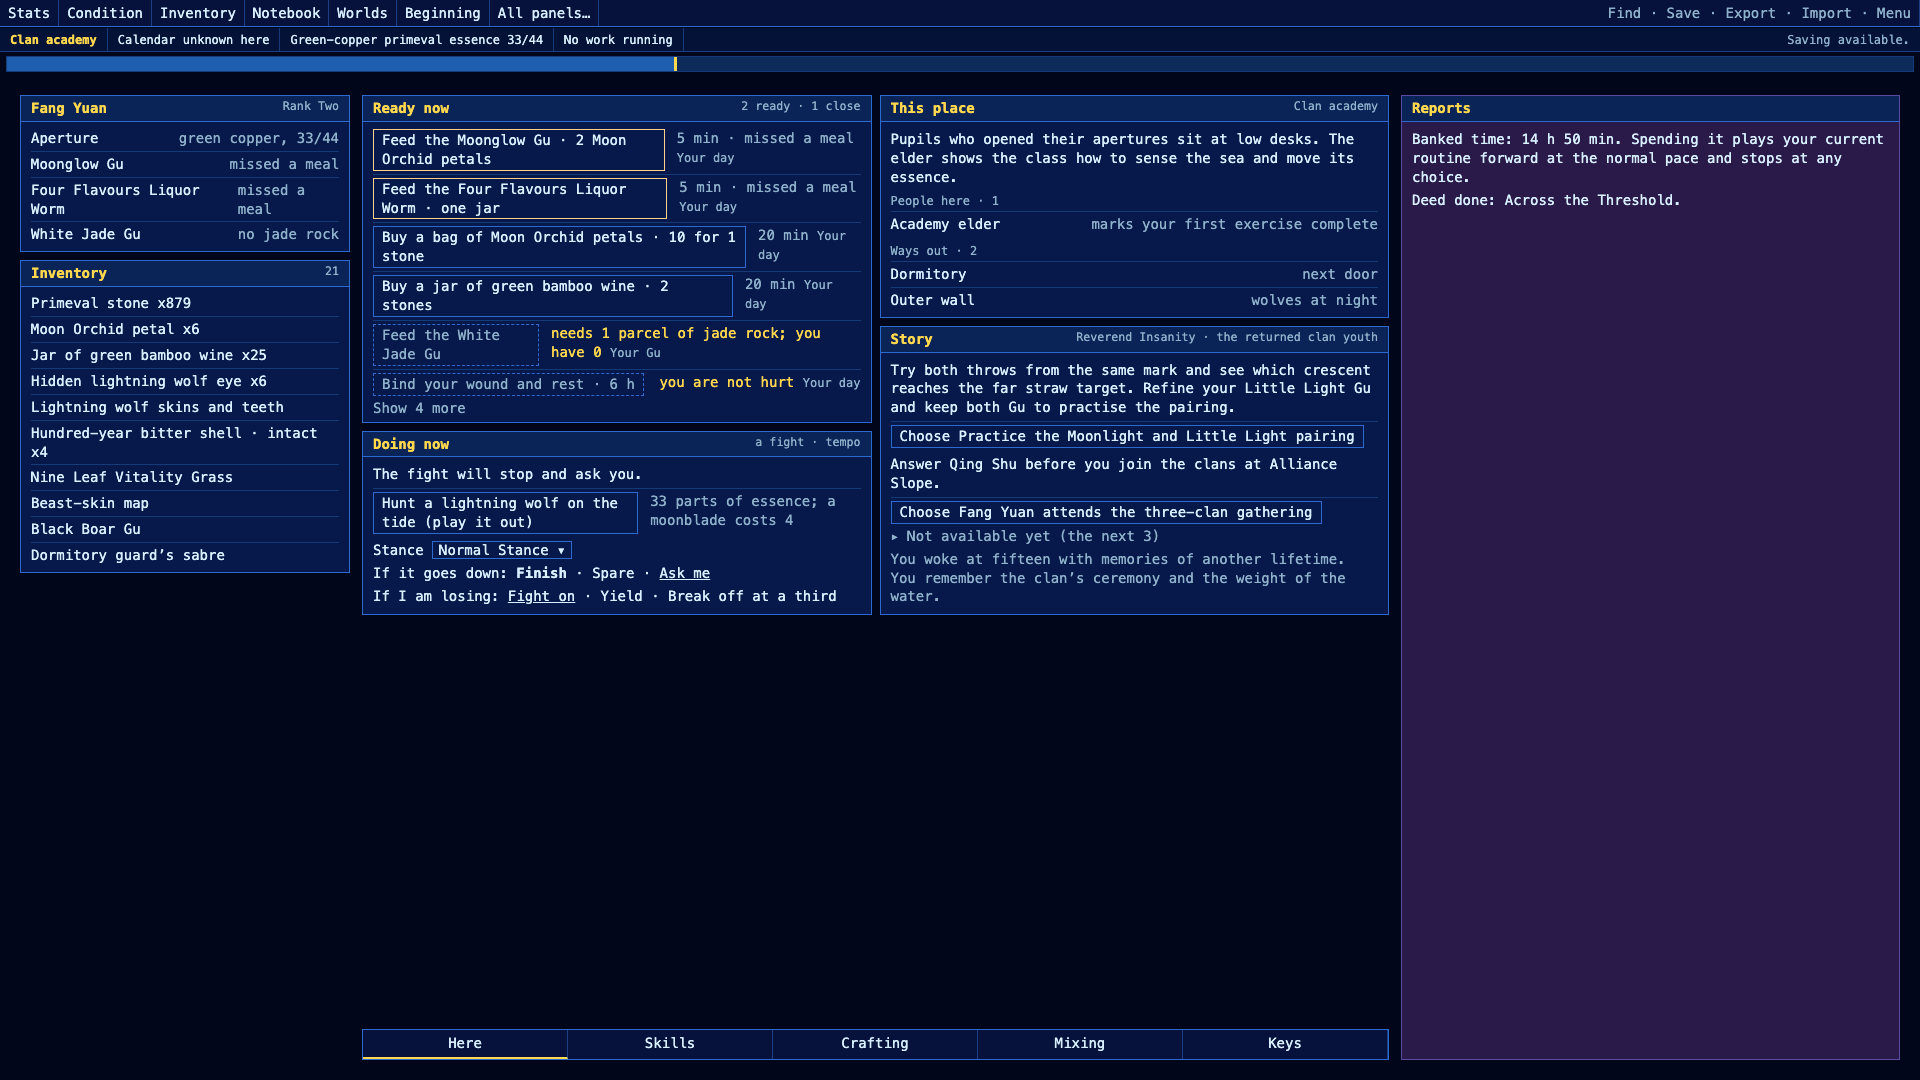 Stats Condition Inventory Notebook Worlds Beginning All panels… Find · Save · Export · Import · Menu
Clan academy Calendar unknown here Green-copper primeval essence 33/44 No work running Saving available.
Fang Yuan Rank Two
Aperture green copper, 33/44
Moonglow Gu missed a meal
Four Flavours Liquor missed a
Worm meal
White Jade Gu no jade rock
Inventory 21
Primeval stone x879
Moon Orchid petal x6
Jar of green bamboo wine x25
Hidden lightning wolf eye x6
Lightning wolf skins and teeth
Hundred-year bitter shell · intact
x4
Nine Leaf Vitality Grass
Beast-skin map
Black Boar Gu
Dormitory guard's sabre
Ready now 2 ready · 1 close
Feed the Moonglow Gu · 2 Moon 5 min · missed a meal
Orchid petals Your day
Feed the Four Flavours Liquor 5 min · missed a meal
Worm · one jar Your day
Buy a bag of Moon Orchid petals · 10 for 1 20 min Your
stone day
Buy a jar of green bamboo wine · 2 20 min Your
stones day
Feed the White needs 1 parcel of jade rock; you
Jade Gu have 0 Your Gu
Bind your wound and rest · 6 h you are not hurt Your day
Show 4 more
Doing now a fight · tempo
The fight will stop and ask you.
Hunt a lightning wolf on the 33 parts of essence; a
tide (play it out) moonblade costs 4
Stance Normal Stance ▾
If it goes down: Finish · Spare · Ask me
If I am losing: Fight on · Yield · Break off at a third
This place Clan academy
Pupils who opened their apertures sit at low desks. The
elder shows the class how to sense the sea and move its
essence.
People here · 1
Academy elder marks your first exercise complete
Ways out · 2
Dormitory next door
Outer wall wolves at night
Story Reverend Insanity · the returned clan youth
Try both throws from the same mark and see which crescent
reaches the far straw target. Refine your Little Light Gu
and keep both Gu to practise the pairing.
Choose Practice the Moonlight and Little Light pairing
Answer Qing Shu before you join the clans at Alliance
Slope.
Choose Fang Yuan attends the three-clan gathering
▸ Not available yet (the next 3)
You woke at fifteen with memories of another lifetime.
You remember the clan's ceremony and the weight of the
water.
Reports
Banked time: 14 h 50 min. Spending it plays your current
routine forward at the normal pace and stops at any
choice.
Deed done: Across the Threshold.
Here Skills Crafting Mixing Keys